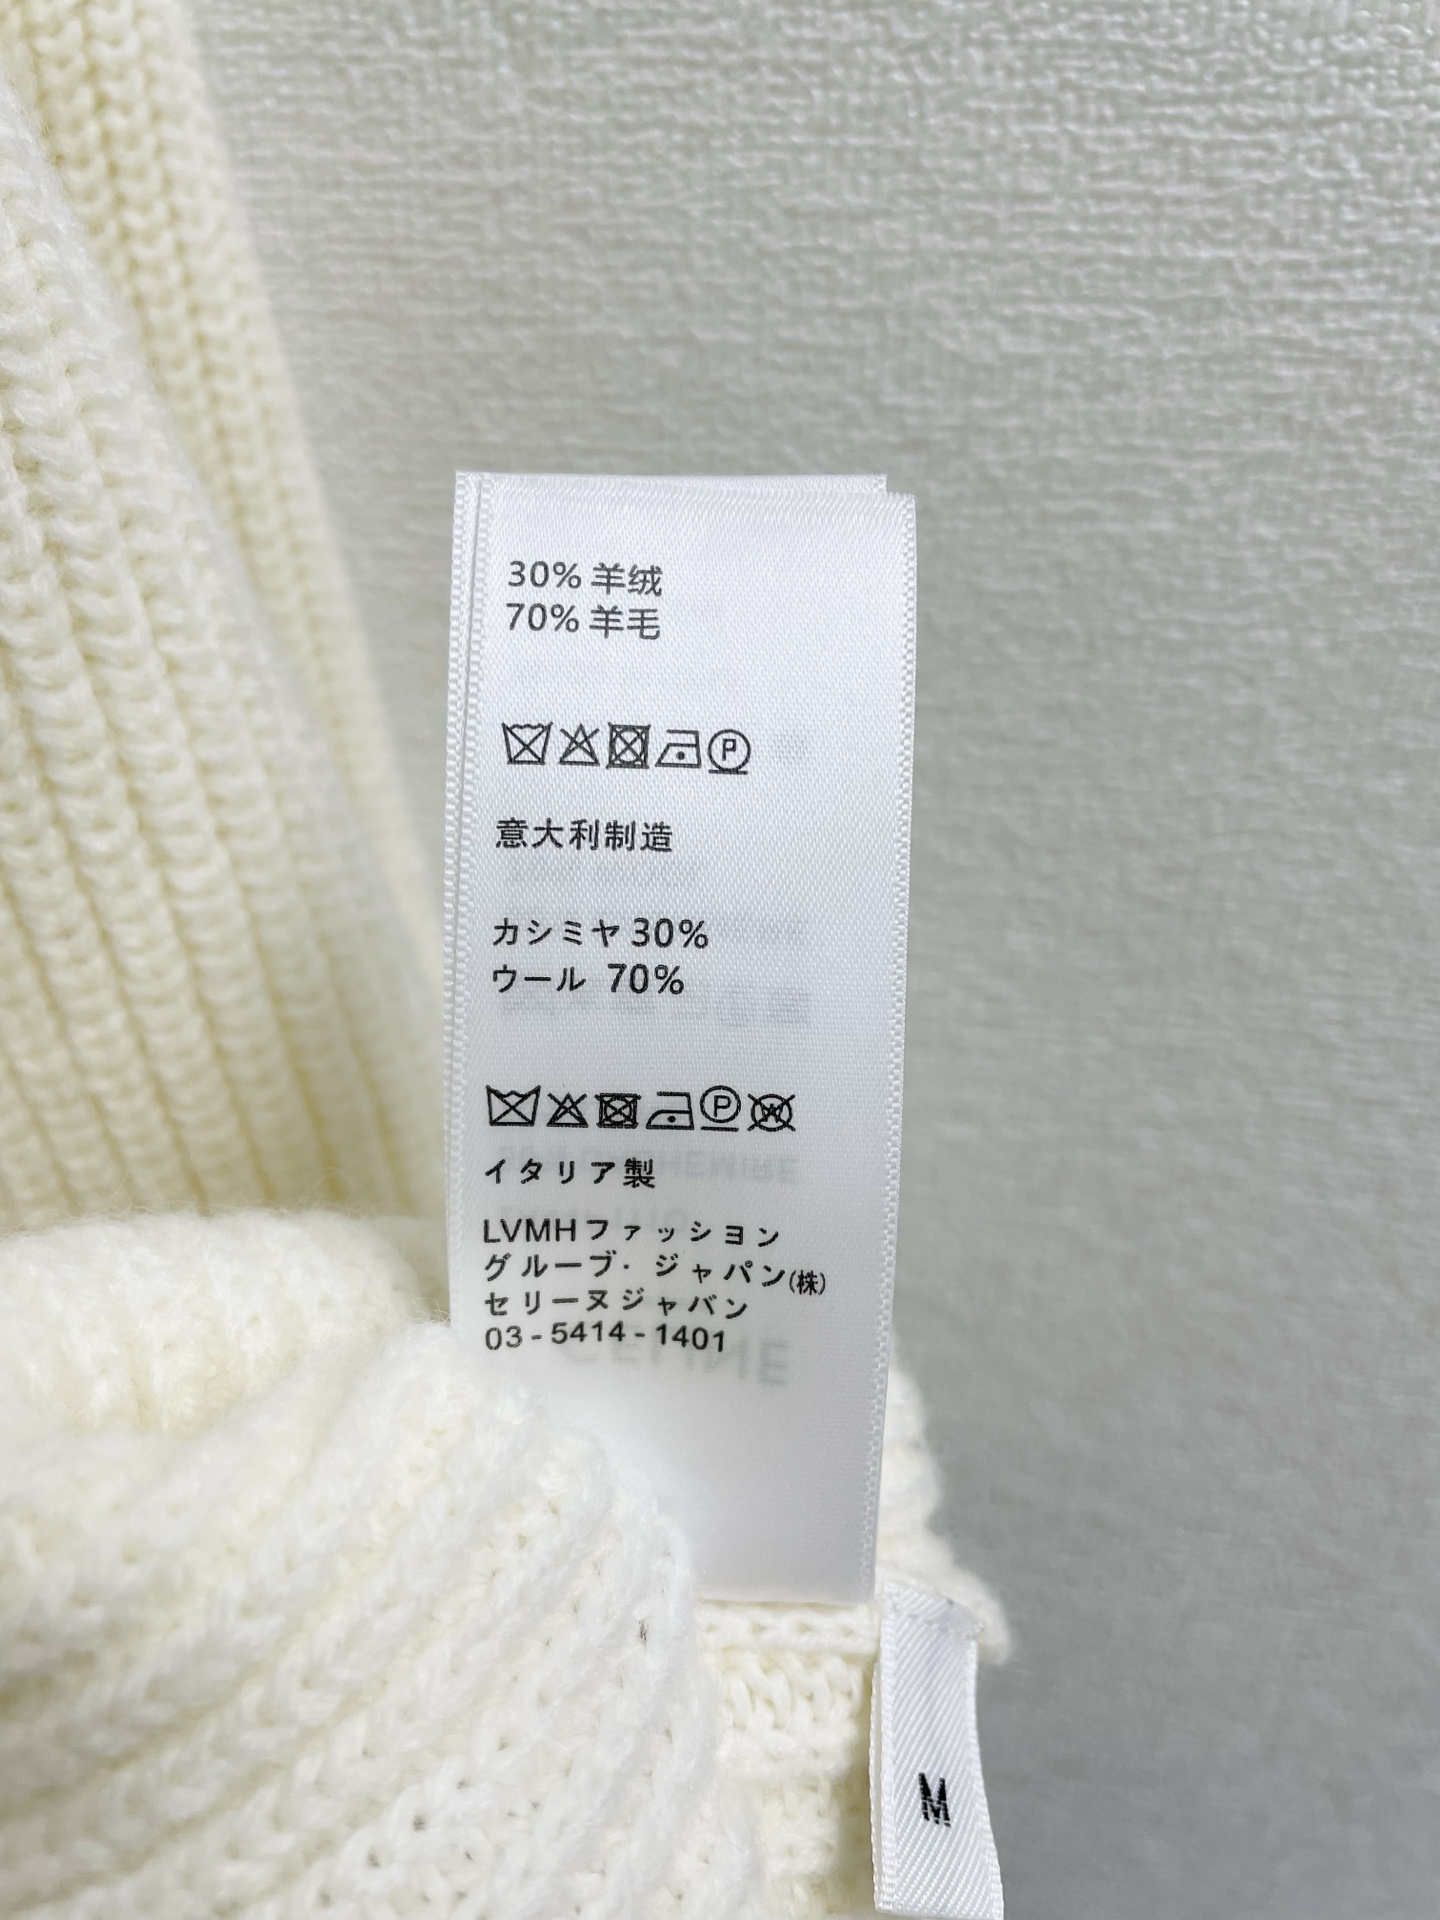 30% 羊绒
70% 羊毛
P
意大利制造
カシミヤ 30%
ウール 70%
P W
イタリア製
LVMHファッション
グループ・ジャパン(株)
セリーヌジャパン
03-5414-1401
M